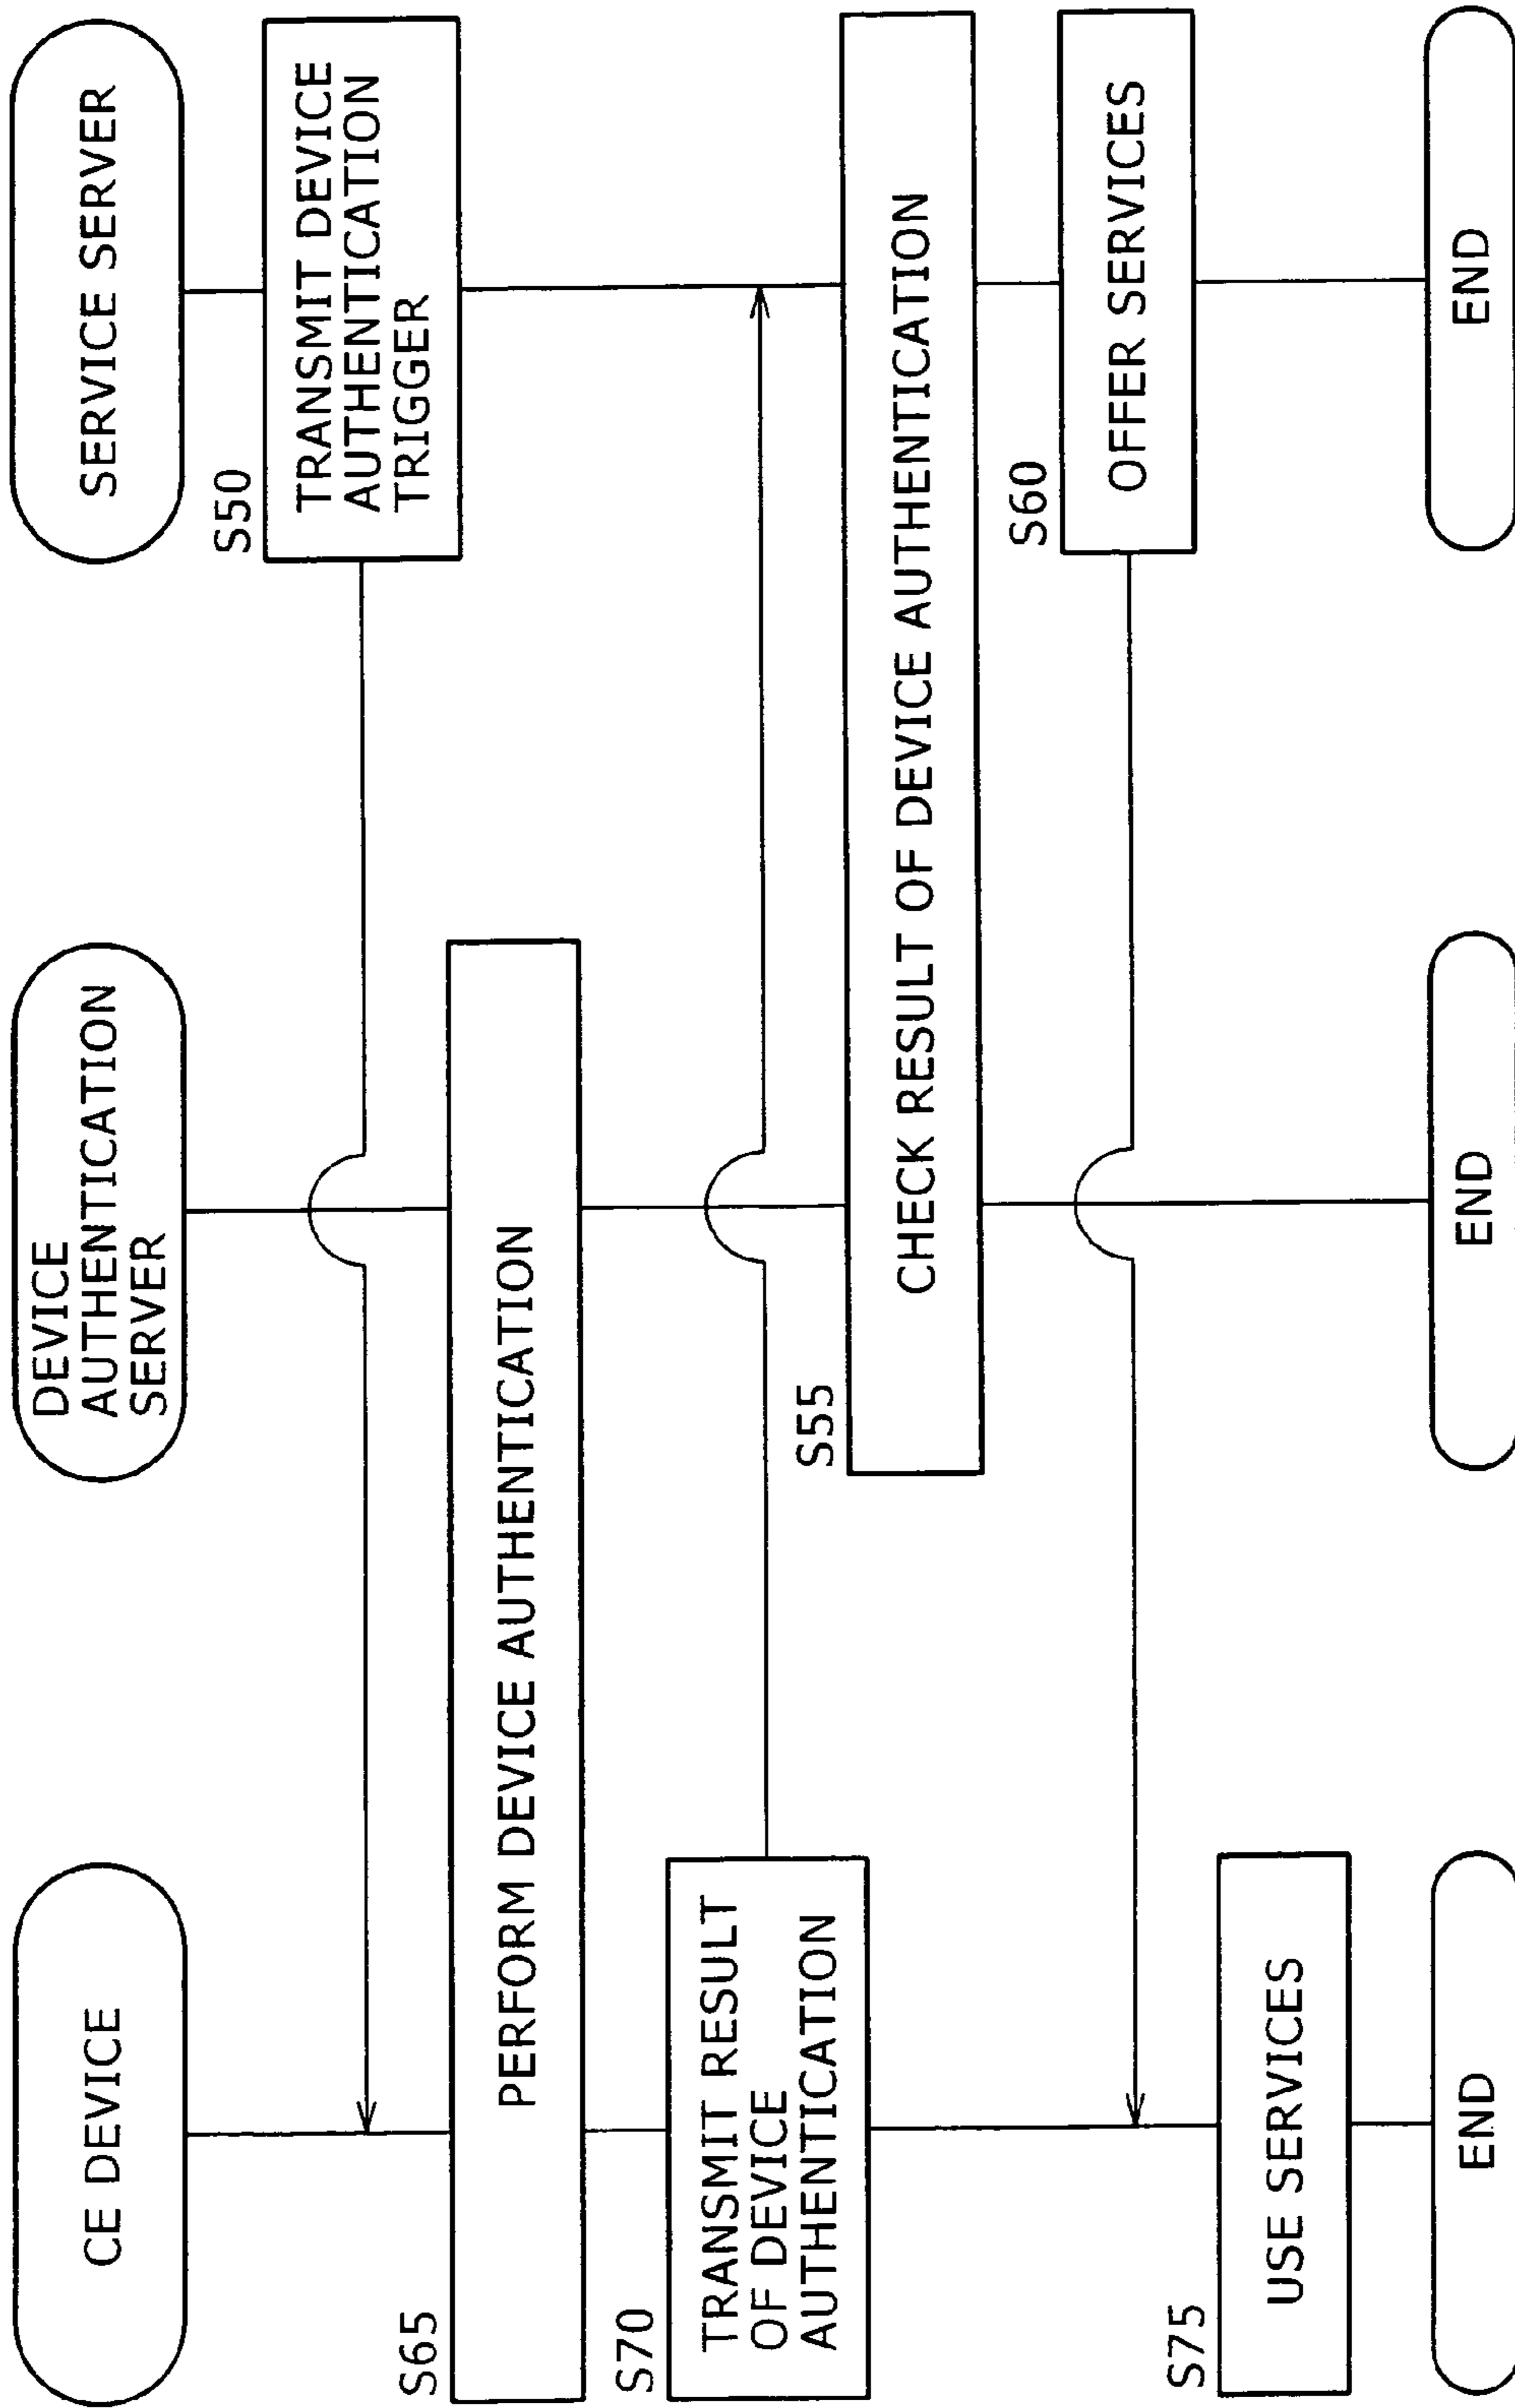 CE DEVICE
DEVICE
AUTHENTICATION
SERVER
SERVICE SERVER
S50
TRANSMIT DEVICE
AUTHENTICATION
TRIGGER
S65
PERFORM DEVICE AUTHENTICATION
S70
TRANSMIT RESULT
OF DEVICE
AUTHENTICATION
S55
CHECK RESULT OF DEVICE AUTHENTICATION
S60
OFFER SERVICES
S75
USE SERVICES
END
END
END